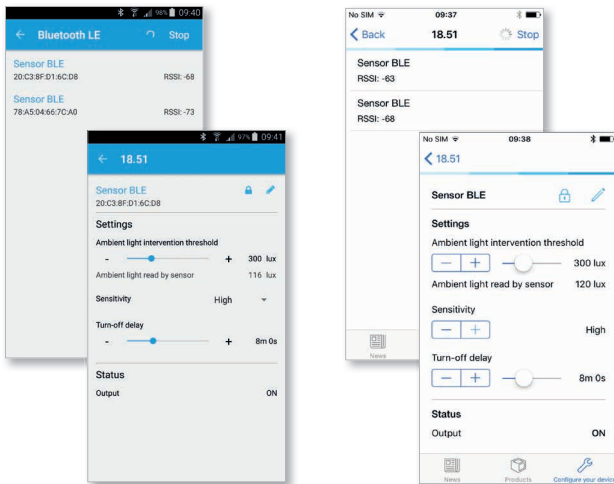 98% 09:40
← Bluetooth LE Stop
Sensor BLE
20:C3:8F:D1:6C:D8 RSSI: -68
Sensor BLE
78:A5:04:66:7C:A0 RSSI: -73
97% 09:41
← 18.51
Sensor BLE
20:C3:8F:D1:6C:D8
Settings
Ambient light intervention threshold
- + 300 lux
Ambient light read by sensor 116 lux
Sensitivity High
Turn-off delay
- + 8m 0s
Status
Output ON
No SIM 09:37
Back 18.51 Stop
Sensor BLE
RSSI: -63
Sensor BLE
RSSI: -68
News
No SIM 09:38
18.51
Sensor BLE
Settings
Ambient light intervention threshold
- + 300 lux
Ambient light read by sensor 120 lux
Sensitivity
- + High
Turn-off delay
- + 8m 0s
Status
Output ON
News Products Configure your device